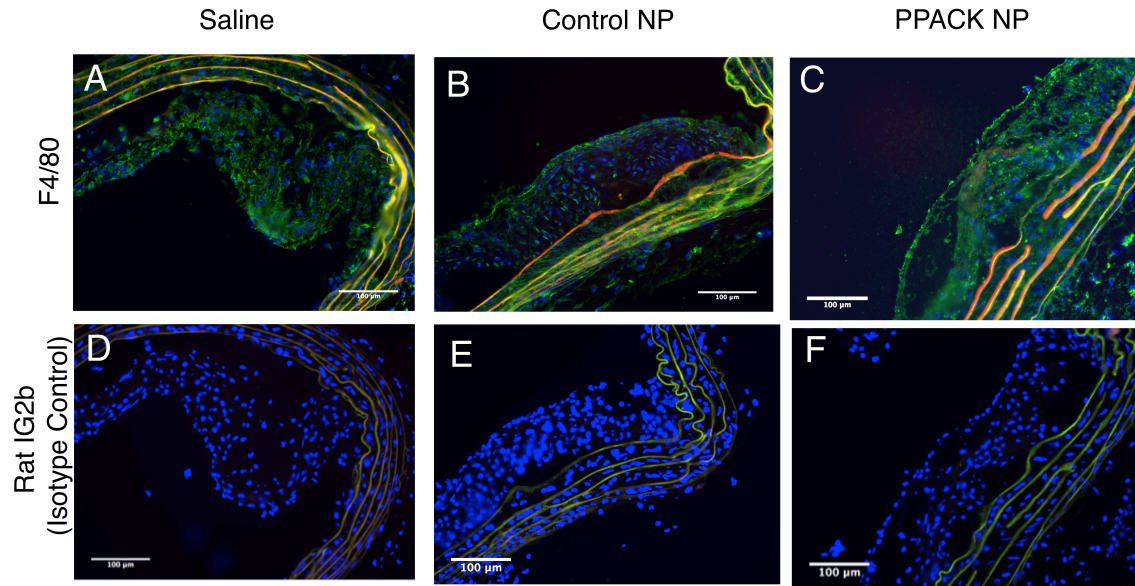 Saline
Control NP
PPACK NP
F4/80
A
B
C
100 µm
100 µm
100 µm
Rat IG2b
(Isotype Control)
D
E
F
100 µm
100 µm
100 µm